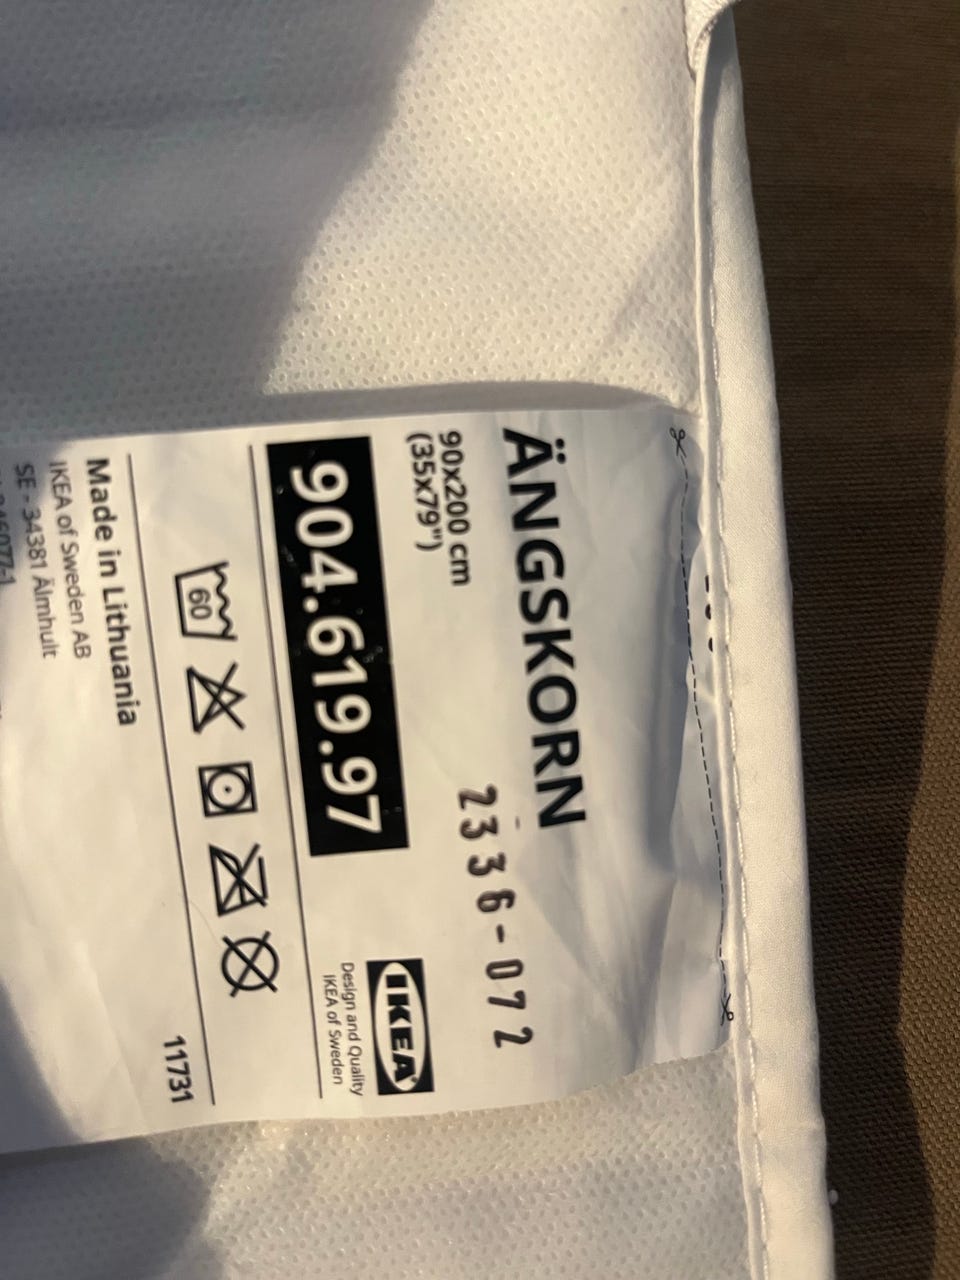 ÄNGSKORN
90x200 cm
(35x79")
2336-072
904.619.97
IKEA®
Design and Quality
IKEA of Sweden
60
11731
Made in Lithuania
IKEA of Sweden AB
SE - 34381 Älmhult